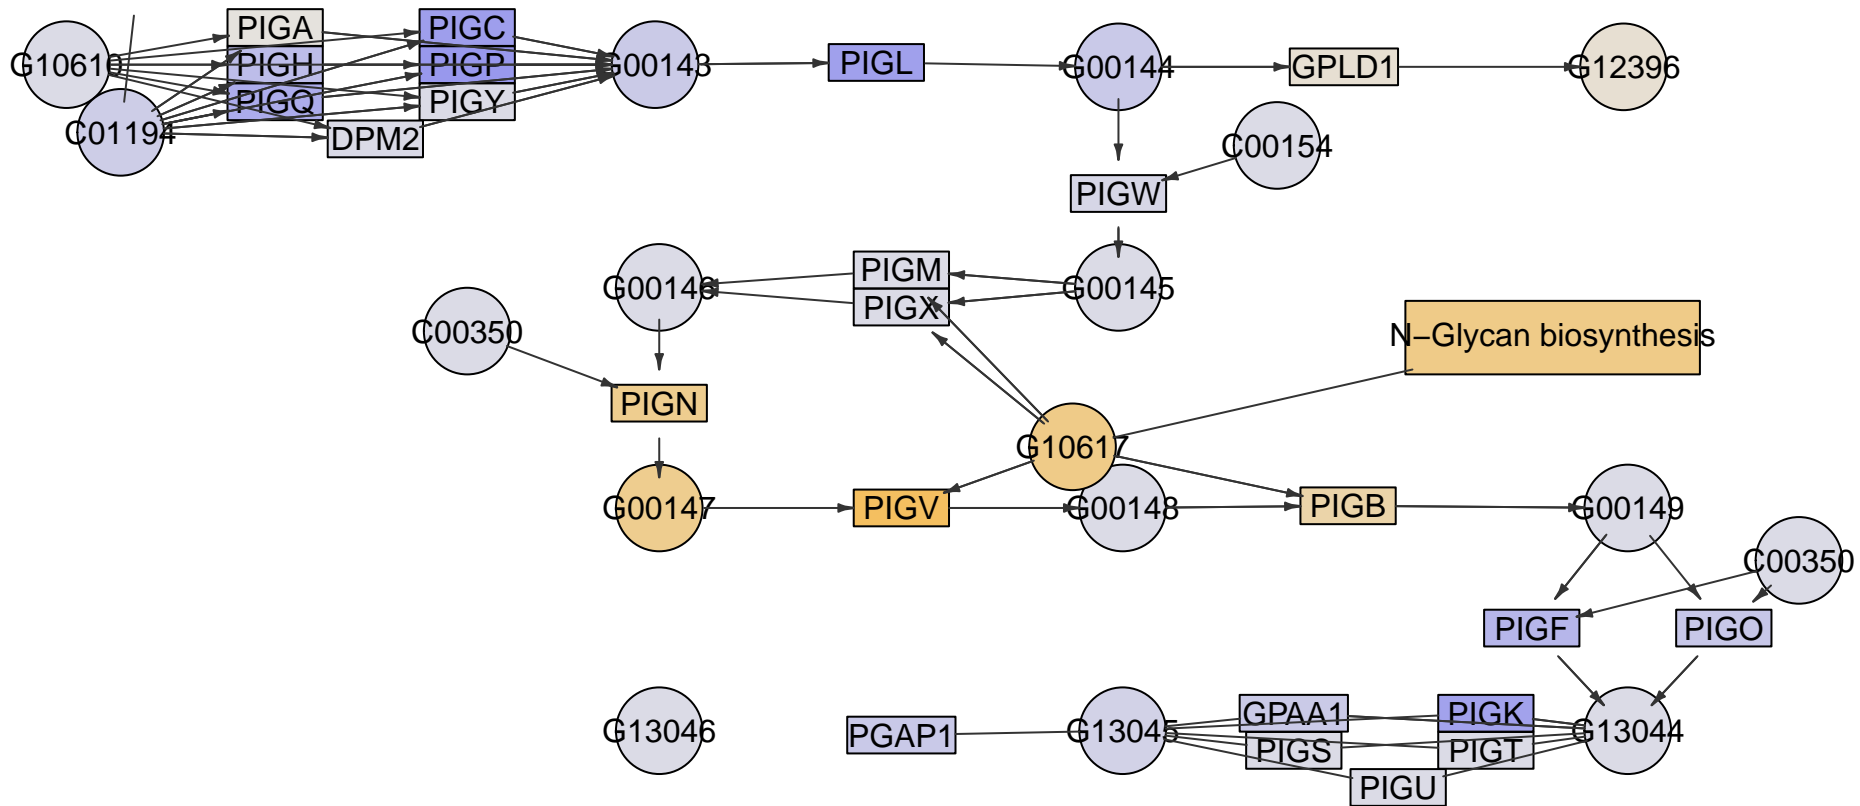 PIGA
PIGC
G10610
PIGH
PIGP
G00143
PIGL
G00144
GPLD1
G12396
PIGQ
PIGY
C01194
DPM2
C00154
PIGW
PIGM
G00146
G00145
PIGX
C00350
N–Glycan biosynthesis
PIGN
G10617
G00147
PIGV
G00148
PIGB
G00149
C00350
PIGF
PIGO
GPAA1
PIGK
G13046
PGAP1
G13045
G13044
PIGS
PIGT
PIGU